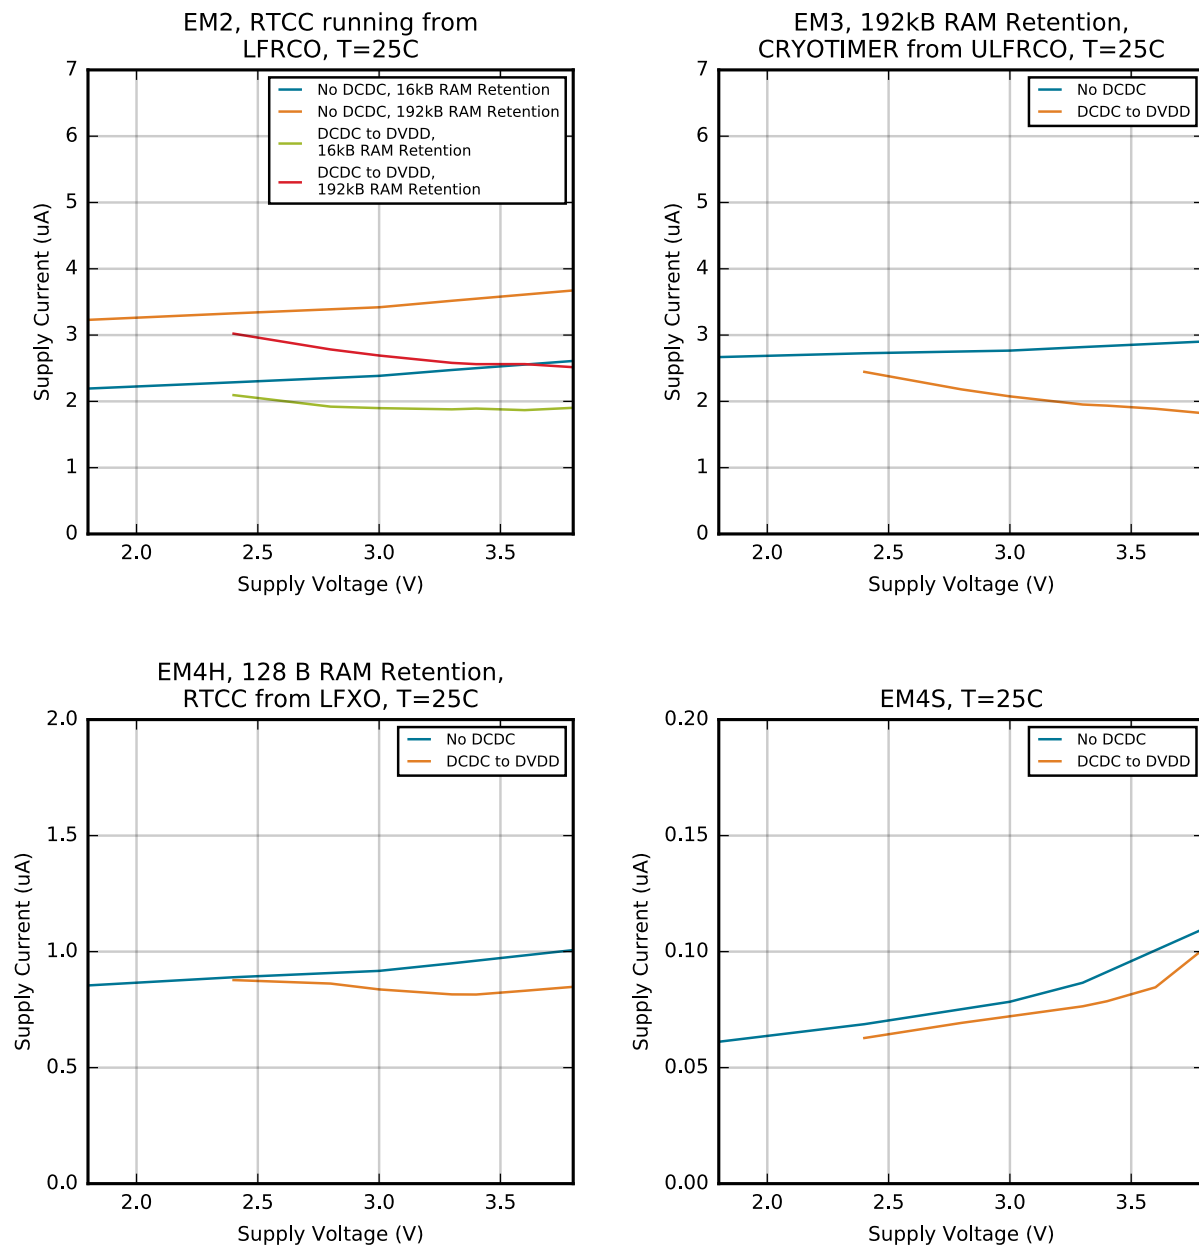 EM2, RTCC running from
LFRCO, T=25C
7
6
5
4
3
2
1
0
Supply Current (uA)
No DCDC, 16kB RAM Retention
No DCDC, 192kB RAM Retention
DCDC to DVDD,
16kB RAM Retention
DCDC to DVDD,
192kB RAM Retention
2.0 2.5 3.0 3.5
Supply Voltage (V)
EM3, 192kB RAM Retention,
CRYOTIMER from ULFRCO, T=25C
7
6
5
4
3
2
1
0
Supply Current (uA)
No DCDC
DCDC to DVDD
2.0 2.5 3.0 3.5
Supply Voltage (V)
EM4H, 128 B RAM Retention,
RTCC from LFXO, T=25C
2.0
1.5
1.0
0.5
0.0
Supply Current (uA)
No DCDC
DCDC to DVDD
2.0 2.5 3.0 3.5
Supply Voltage (V)
EM4S, T=25C
0.20
0.15
0.10
0.05
0.00
Supply Current (uA)
No DCDC
DCDC to DVDD
2.0 2.5 3.0 3.5
Supply Voltage (V)